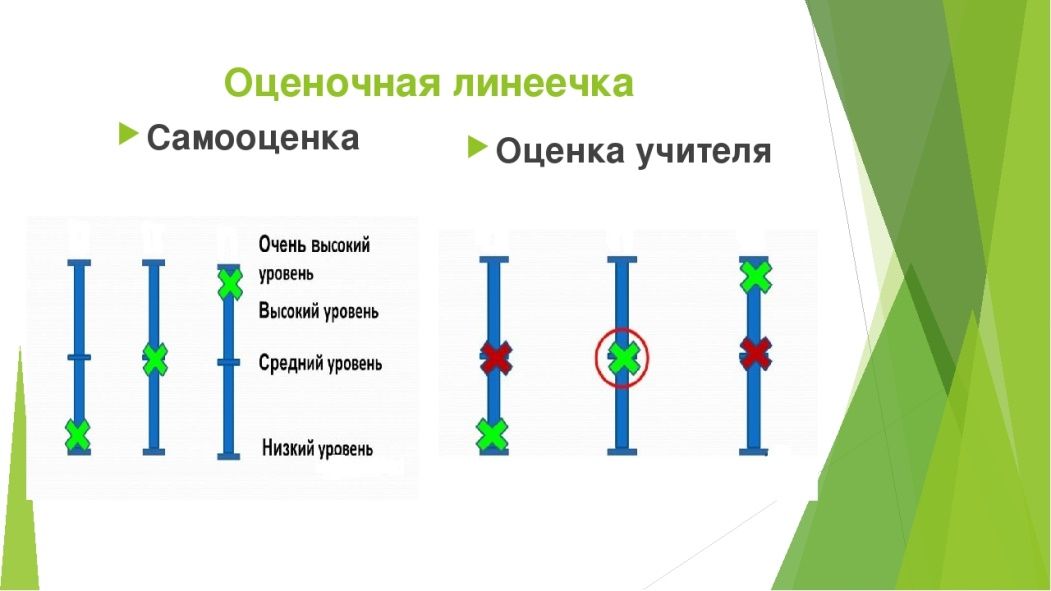 Оценочная линеечка
Самооценка
Оценка учителя
Очень высокий
уровень
Высокий уровень
Средний уровень
Низкий уровень